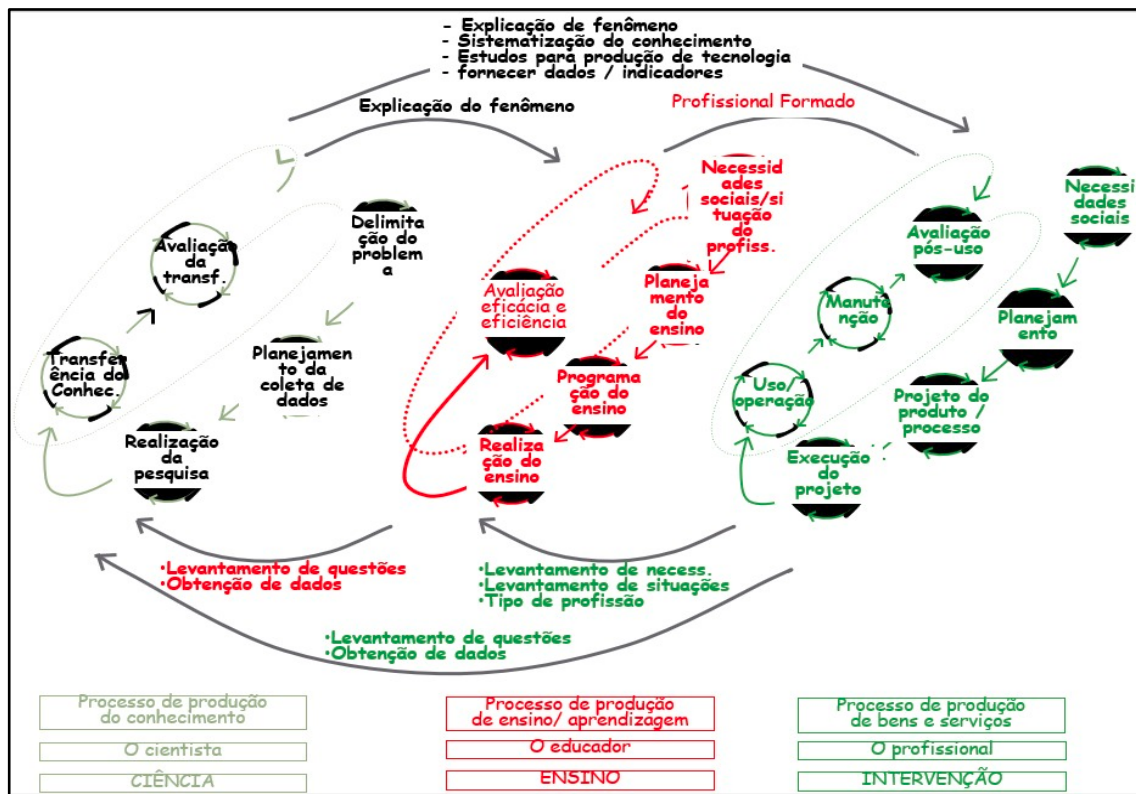 - Explicação de fenômeno
- Sistematização do conhecimento
- Estudos para produção de tecnologia
- fornecer dados / indicadores
Explicação do fenômeno
Profissional Formado
Avaliação
da
transf.
Transfer
ência do
Conhec.
Delimita
ção do
problem
a
Planejamen
to da
coleta de
dados
Realização
da
pesquisa
Necessid
ades
sociais/si
tuação
do
profiss.
Avaliação
eficácia e
eficiência
Planeja
mento do
ensino
Programa
ção do
ensino
Realiza
ção do
ensino
Necessi
dades
sociais
Avaliação
pós-uso
Manute
nção
Planejam
ento
Uso/
operação
Projeto do
produto /
processo
Execução
do
projeto
•Levantamento de questões
•Obtenção de dados
•Levantamento de necess.
•Levantamento de situações
•Tipo de profissão
•Levantamento de questões
•Obtenção de dados
Processo de produção
do conhecimento
O cientista
CIÊNCIA
Processo de produção
de ensino/ aprendizagem
O educador
ENSINO
Processo de produção
de bens e serviços
O profissional
INTERVENÇÃO